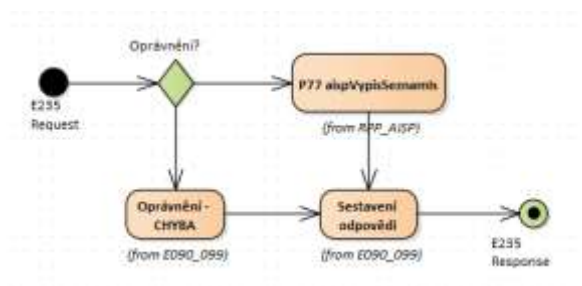 Oprávnění?
P77 aispVypisSeznamIs
(from RPP_AISP)
E235
Request
Oprávnění -
CHYBA
(from E090_099)
Sestavení
odpovědi
(from E090_099)
E235
Response